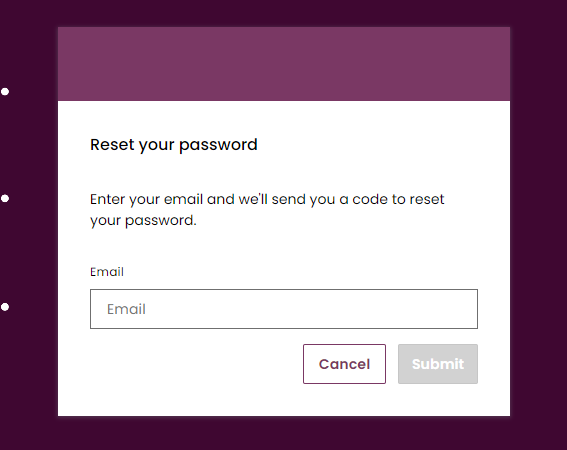 Reset your password
Enter your email and we'll send you a code to reset
your password.
Email
Email
Cancel
Submit